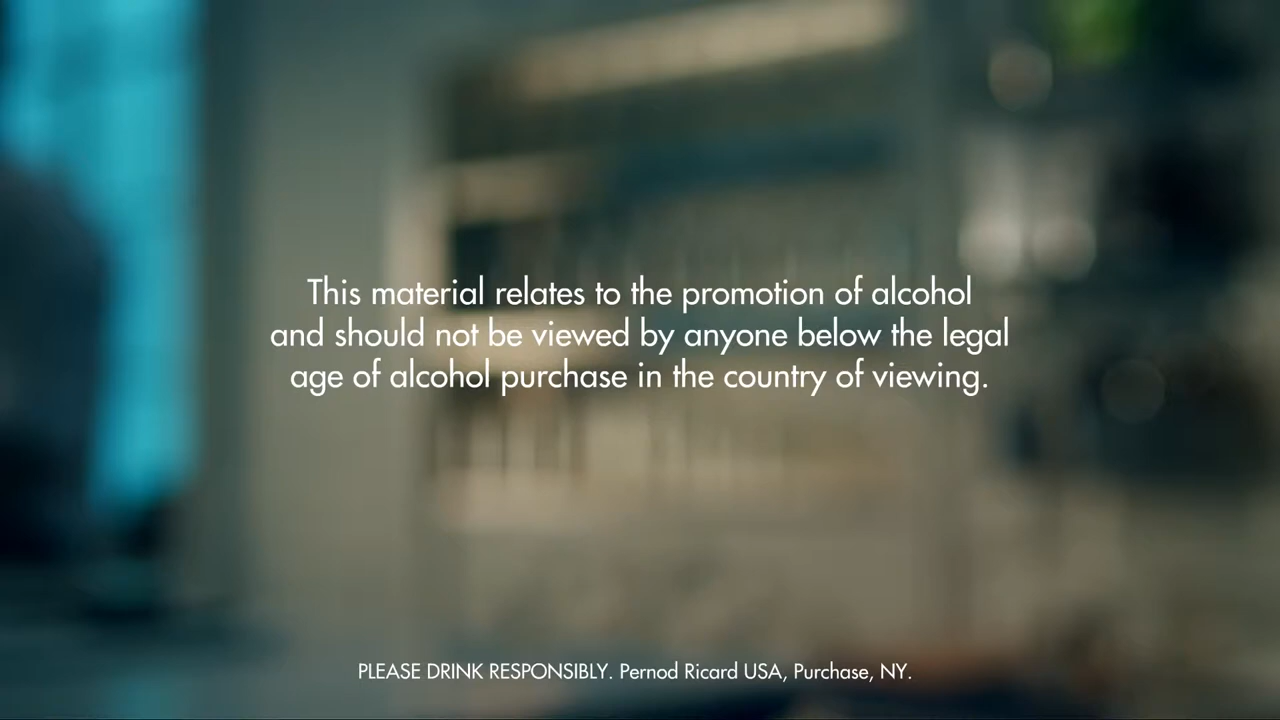 This material relates to the promotion of alcohol
and should not be viewed by anyone below the legal
age of alcohol purchase in the country of viewing.
PLEASE DRINK RESPONSIBLY. Pernod Ricard USA, Purchase, NY.